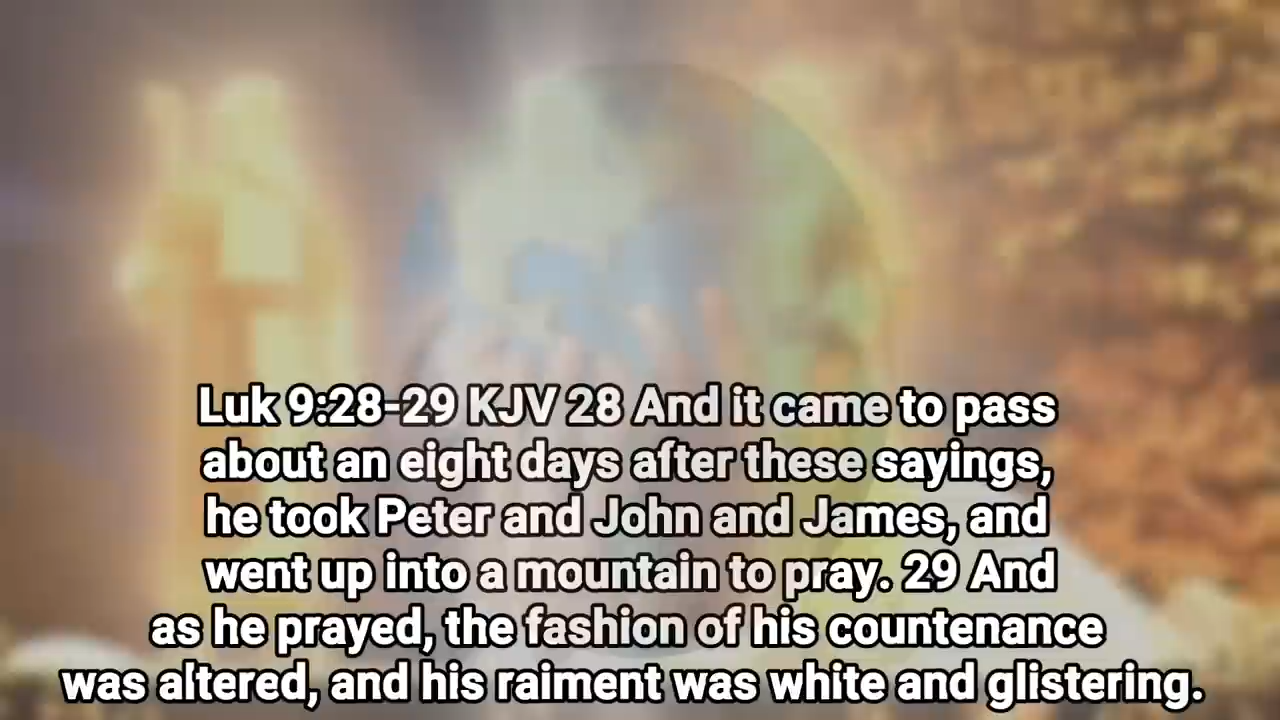 Luk 9:28-29 KJV 28 And it came to pass
about an eight days after these sayings,
he took Peter and John and James, and
went up into a mountain to pray. 29 And
as he prayed, the fashion of his countenance
was altered, and his raiment was white and glistering.